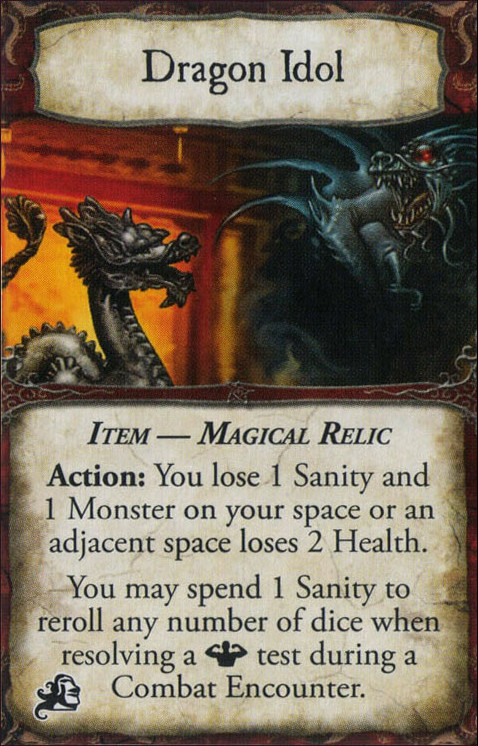 Dragon Idol
Item — Magical Relic
Action: You lose 1 Sanity and
1 Monster on your space or an
adjacent space loses 2 Health.
You may spend 1 Sanity to
reroll any number of dice when
resolving a test during a
Combat Encounter.